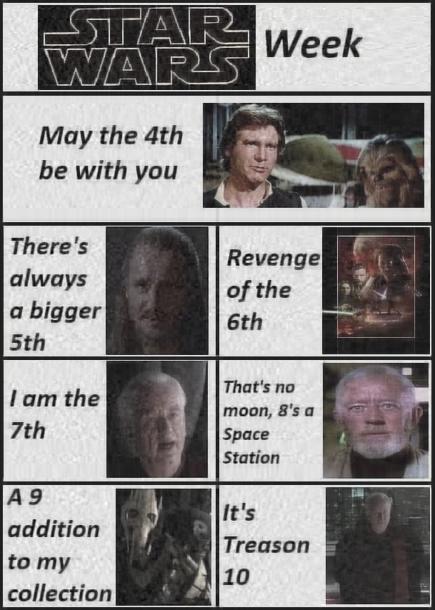 STAR
WARS
Week
May the 4th
be with you
There's
always
a bigger
5th
Revenge
of the
6th
I am the
7th
That's no
moon, 8's a
Space
Station
A 9
addition
to my
collection
It's
Treason
10